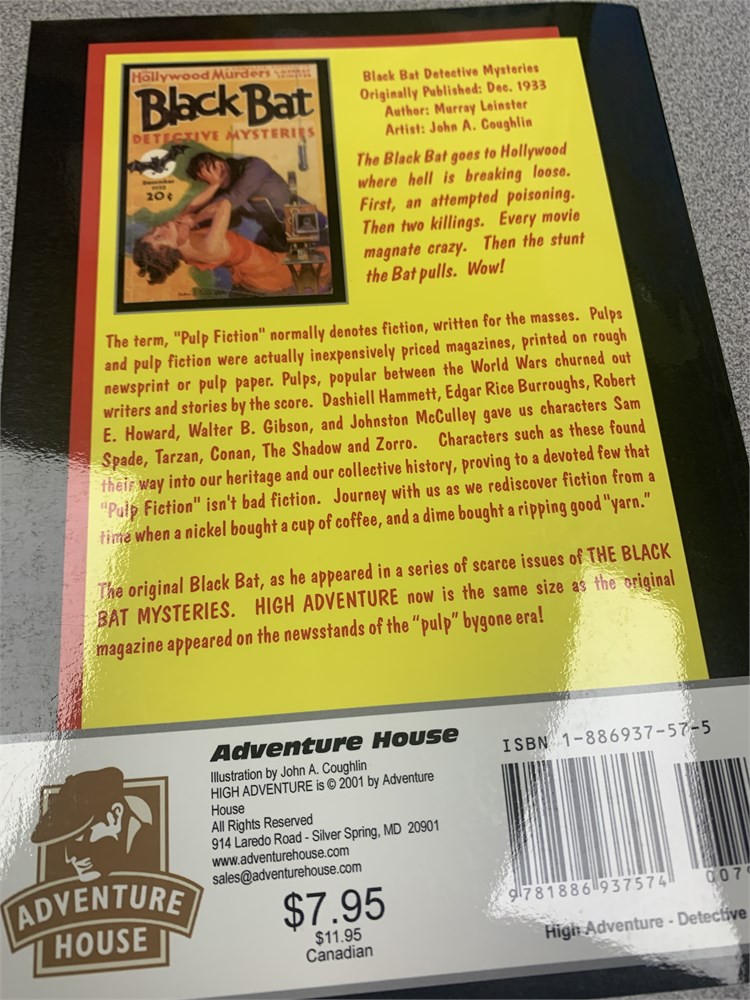 Hollywood Murders
Black Bat
DETECTIVE MYSTERIES
December
20¢
Black Bat Detective Mysteries
Originally Published: Dec. 1933
Author: Murray Leinster
Artist: John A. Coughlin
The Black Bat goes to Hollywood
where hell is breaking loose.
First, an attempted poisoning.
Then two killings. Every movie
magnate crazy. Then the stunt
the Bat pulls. Wow!
The term, "Pulp Fiction" normally denotes fiction, written for the masses. Pulps
and pulp fiction were actually inexpensively priced magazines, printed on rough
newsprint or pulp paper. Pulps, popular between the World Wars churned out
writers and stories by the score. Dashiell Hammett, Edgar Rice Burroughs, Robert
E. Howard, Walter B. Gibson, and Johnston McCulley gave us characters Sam
Spade, Tarzan, Conan, The Shadow and Zorro. Characters such as these found
their way into our heritage and our collective history, proving to a devoted few that
"Pulp Fiction" isn't bad fiction. Journey with us as we rediscover fiction from a
time when a nickel bought a cup of coffee, and a dime bought a ripping good "yarn."
The original Black Bat, as he appeared in a series of scarce issues of THE BLACK
BAT MYSTERIES. HIGH ADVENTURE now is the same size as the original
magazine appeared on the newsstands of the "pulp" bygone era!
Adventure House
Illustration by John A. Coughlin
HIGH ADVENTURE is © 2001 by Adventure
House
All Rights Reserved
914 Laredo Road - Silver Spring, MD 20901
www.adventurehouse.com
sales@adventurehouse.com
$7.95
$11.95
Canadian
ADVENTURE
HOUSE
ISBN 1-886937-57-5
9 781886 937574
007
High Adventure - Detective